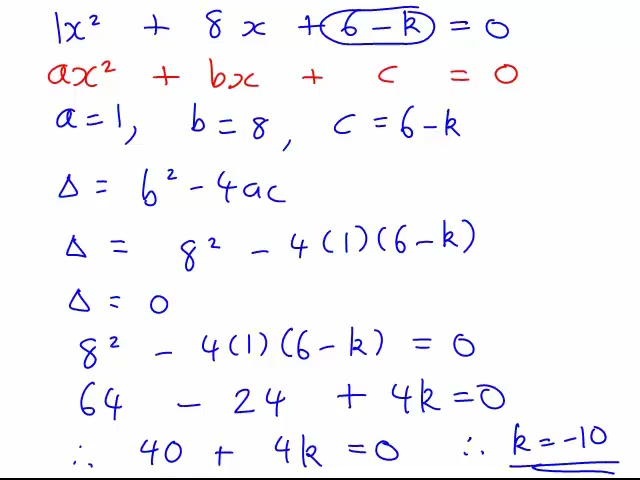 1x² + 8x + 6 - k = 0
ax² + bx + c = 0
a = 1, b = 8, c = 6 - k
Δ = b² - 4ac
Δ = 8² - 4(1)(6 - k)
Δ = 0
8² - 4(1)(6 - k) = 0
64 - 24 + 4k = 0
∴ 40 + 4k = 0 ∴ k = -10